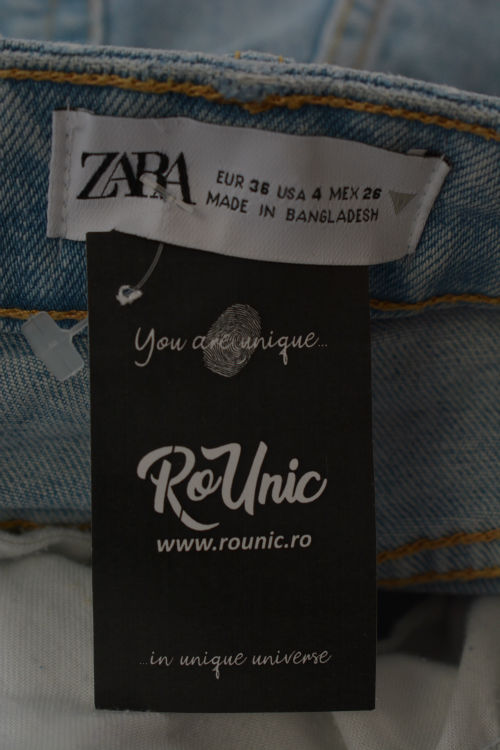 ZARA
EUR 36 USA 4 MEX 26
MADE IN BANGLADESH
You are unique...
RoUnic
www.rounic.ro
...in unique universe